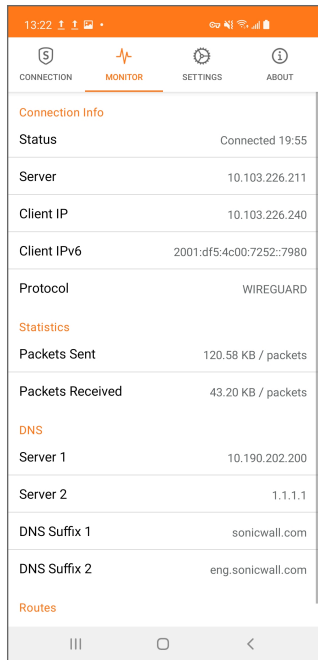 13:22
CONNECTION MONITOR SETTINGS ABOUT
Connection Info
Status Connected 19:55
Server 10.103.226.211
Client IP 10.103.226.240
Client IPv6 2001:df5:4c00:7252::7980
Protocol WIREGUARD
Statistics
Packets Sent 120.58 KB / packets
Packets Received 43.20 KB / packets
DNS
Server 1 10.190.202.200
Server 2 1.1.1.1
DNS Suffix 1 sonicwall.com
DNS Suffix 2 eng.sonicwall.com
Routes